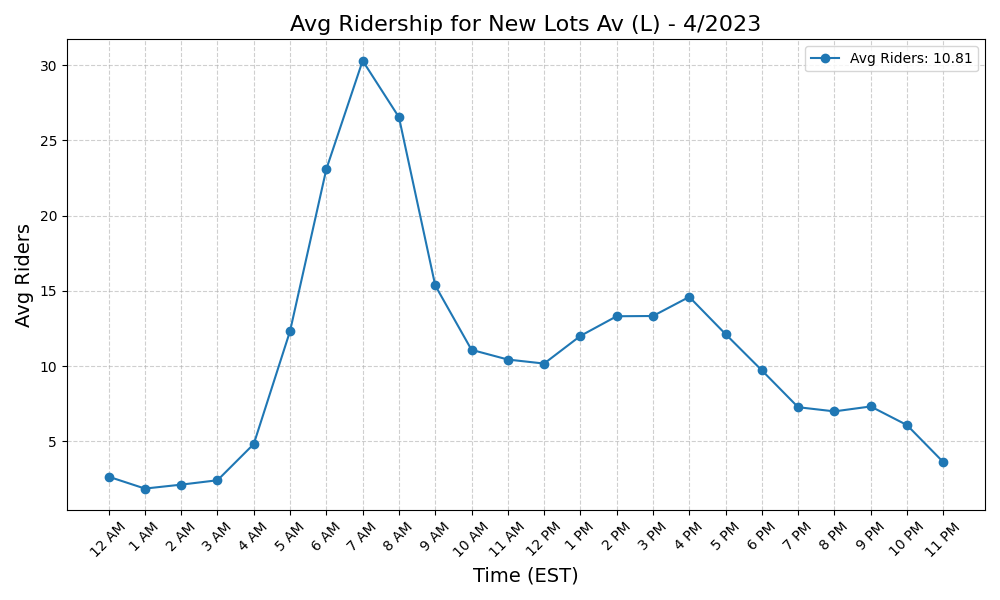 Avg Ridership for New Lots Av (L) - 4/2023
Avg Riders: 10.81
Avg Riders
30
25
20
15
10
5
12 AM
1 AM
2 AM
3 AM
4 AM
5 AM
6 AM
7 AM
8 AM
9 AM
10 AM
11 AM
12 PM
1 PM
2 PM
3 PM
4 PM
5 PM
6 PM
7 PM
8 PM
9 PM
10 PM
11 PM
Time (EST)